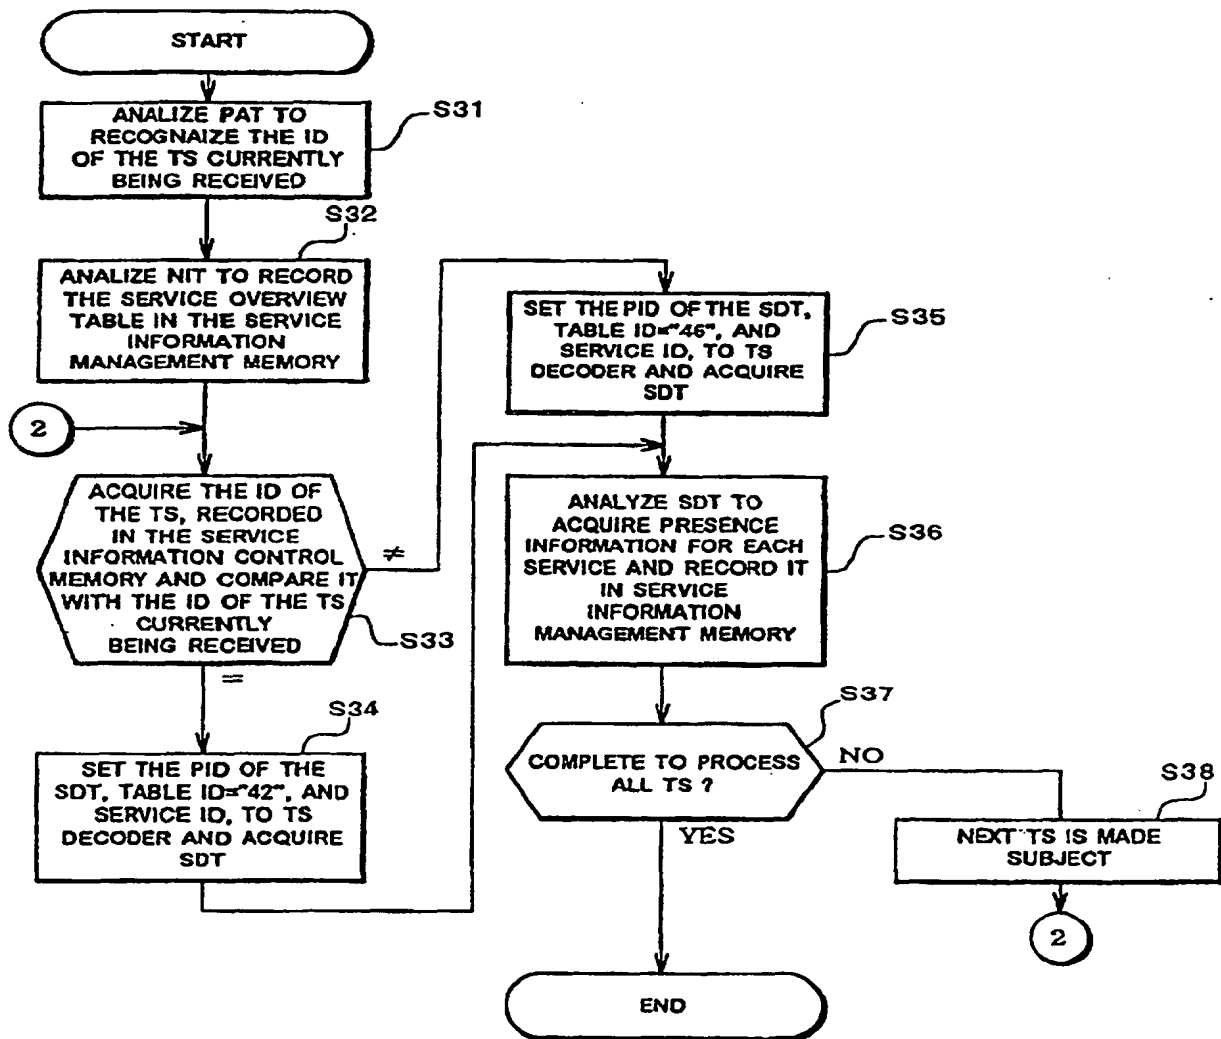 START
ANALIZE PAT TO
RECOGNAIZE THE ID
OF THE TS CURRENTLY
BEING RECEIVED
S31
S32
ANALIZE NIT TO RECORD
THE SERVICE OVERVIEW
TABLE IN THE SERVICE
INFORMATION
MANAGEMENT MEMORY
2
ACQUIRE THE ID OF
THE TS, RECORDED
IN THE SERVICE
INFORMATION CONTROL
MEMORY AND COMPARE IT
WITH THE ID OF THE TS
CURRENTLY
BEING RECEIVED
≠
S33
=
S34
SET THE PID OF THE
SDT, TABLE ID="42", AND
SERVICE ID, TO TS
DECODER AND ACQUIRE
SDT
SET THE PID OF THE SDT,
TABLE ID="46", AND
SERVICE ID, TO TS
DECODER AND ACQUIRE
SDT
S35
ANALYZE SDT TO
ACQUIRE PRESENCE
INFORMATION FOR EACH
SERVICE AND RECORD IT
IN SERVICE
INFORMATION
MANAGEMENT MEMORY
S36
S37
COMPLETE TO PROCESS
ALL TS ?
NO
YES
S38
NEXT TS IS MADE
SUBJECT
2
END